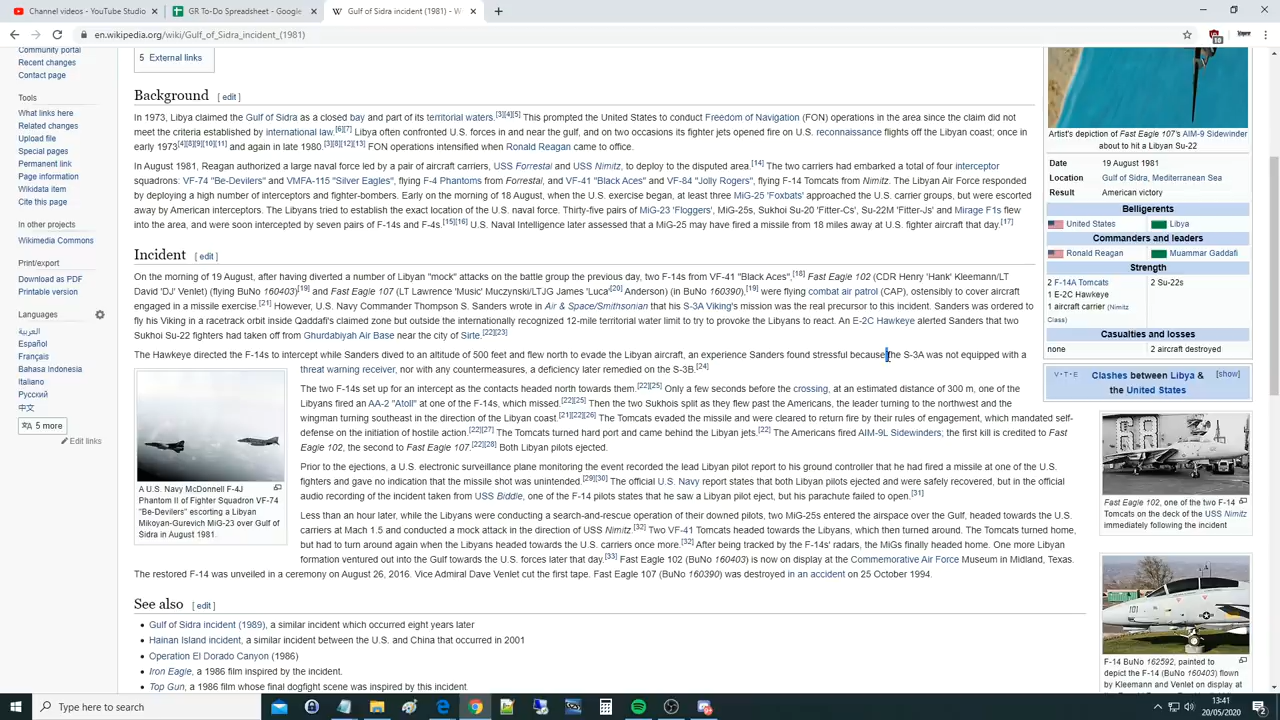 Channel videos - YouTube
GR To-Do Spreadsheet - Google
Gulf of Sidra incident (1981) - W
en.wikipedia.org/wiki/Gulf_of_Sidra_incident_(1981)
Community portal
Recent changes
Contact page
Tools
What links here
Related changes
Upload file
Special pages
Permanent link
Page information
Wikidata item
Cite this page
In other projects
Wikimedia Commons
Print/export
Download as PDF
Printable version
Languages
العربية
Español
Français
Bahasa Indonesia
Italiano
Русский
中文
5 more
Edit links
5 External links
Background [ edit ]
In 1973, Libya claimed the Gulf of Sidra as a closed bay and part of its territorial waters.[3][4][5] This prompted the United States to conduct Freedom of Navigation (FON) operations in the area since the claim did not
meet the criteria established by international law.[6][7] Libya often confronted U.S. forces in and near the gulf, and on two occasions its fighter jets opened fire on U.S. reconnaissance flights off the Libyan coast; once in
early 1973[4][8][9][10][11] and again in late 1980.[3][8][12][13] FON operations intensified when Ronald Reagan came to office.
In August 1981, Reagan authorized a large naval force led by a pair of aircraft carriers, USS Forrestal and USS Nimitz, to deploy to the disputed area.[14] The two carriers had embarked a total of four interceptor
squadrons: VF-74 "Be-Devilers" and VMFA-115 "Silver Eagles", flying F-4 Phantoms from Forrestal, and VF-41 "Black Aces" and VF-84 "Jolly Rogers", flying F-14 Tomcats from Nimitz. The Libyan Air Force responded
by deploying a high number of interceptors and fighter-bombers. Early on the morning of 18 August, when the U.S. exercise began, at least three MiG-25 'Foxbats' approached the U.S. carrier groups, but were escorted
away by American interceptors. The Libyans tried to establish the exact location of the U.S. naval force. Thirty-five pairs of MiG-23 'Floggers', MiG-25s, Sukhoi Su-20 'Fitter-Cs', Su-22M 'Fitter-Js' and Mirage F1s flew
into the area, and were soon intercepted by seven pairs of F-14s and F-4s.[15][16] U.S. Naval Intelligence later assessed that a MiG-25 may have fired a missile from 18 miles away at U.S. fighter aircraft that day.[17]
Incident [ edit ]
On the morning of 19 August, after having diverted a number of Libyan "mock" attacks on the battle group the previous day, two F-14s from VF-41 "Black Aces",[18] Fast Eagle 102 (CDR Henry 'Hank' Kleemann/LT
David 'DJ' Venlet) (flying BuNo 160403)[19] and Fast Eagle 107 (LT Lawrence 'Music' Muczynski/LTJG James 'Luca'[20] Anderson) (in BuNo 160390),[19] were flying combat air patrol (CAP), ostensibly to cover aircraft
engaged in a missile exercise.[21] However, U.S. Navy Commander Thompson S. Sanders wrote in Air & Space/Smithsonian that his S-3A Viking's mission was the real precursor to this incident. Sanders was ordered to
fly his Viking in a racetrack orbit inside Qaddafi's claimed zone but outside the internationally recognized 12-mile territorial water limit to try to provoke the Libyans to react. An E-2C Hawkeye alerted Sanders that two
Sukhoi Su-22 fighters had taken off from Ghurdabiyah Air Base near the city of Sirte.[22][23]
The Hawkeye directed the F-14s to intercept while Sanders dived to an altitude of 500 feet and flew north to evade the Libyan aircraft, an experience Sanders found stressful because the S-3A was not equipped with a
threat warning receiver, nor with any countermeasures, a deficiency later remedied on the S-3B.[24]
The two F-14s set up for an intercept as the contacts headed north towards them.[22][25] Only a few seconds before the crossing, at an estimated distance of 300 m, one of the
Libyans fired an AA-2 "Atoll" at one of the F-14s, which missed.[22][25] Then the two Sukhois split as they flew past the Americans, the leader turning to the northwest and the
wingman turning southeast in the direction of the Libyan coast.[21][22][26] The Tomcats evaded the missile and were cleared to return fire by their rules of engagement, which mandated self-
defense on the initiation of hostile action.[22][27] The Tomcats turned hard port and came behind the Libyan jets.[22] The Americans fired AIM-9L Sidewinders; the first kill is credited to Fast
Eagle 102, the second to Fast Eagle 107.[22][28] Both Libyan pilots ejected.
Prior to the ejections, a U.S. electronic surveillance plane monitoring the event recorded the lead Libyan pilot report to his ground controller that he had fired a missile at one of the U.S.
fighters and gave no indication that the missile shot was unintended.[29][30] The official U.S. Navy report states that both Libyan pilots ejected and were safely recovered, but in the official
audio recording of the incident taken from USS Biddle, one of the F-14 pilots states that he saw a Libyan pilot eject, but his parachute failed to open.[31]
Less than an hour later, while the Libyans were conducting a search-and-rescue operation of their downed pilots, two MiG-25s entered the airspace over the Gulf, headed towards the U.S.
carriers at Mach 1.5 and conducted a mock attack in the direction of USS Nimitz.[32] Two VF-41 Tomcats headed towards the Libyans, which then turned around. The Tomcats turned home,
but had to turn around again when the Libyans headed towards the U.S. carriers once more.[32] After being tracked by the F-14s' radars, the MiGs finally headed home. One more Libyan
formation ventured out into the Gulf towards the U.S. forces later that day.[33] Fast Eagle 102 (BuNo 160403) is now on display at the Commemorative Air Force Museum in Midland, Texas.
The restored F-14 was unveiled in a ceremony on August 26, 2016. Vice Admiral Dave Venlet cut the first tape. Fast Eagle 107 (BuNo 160390) was destroyed in an accident on 25 October 1994.
A U.S. Navy McDonnell F-4J
Phantom II of Fighter Squadron VF-74
"Be-Devilers" escorting a Libyan
Mikoyan-Gurevich MiG-23 over Gulf of
Sidra in August 1981.
See also [ edit ]
Gulf of Sidra incident (1989), a similar incident which occurred eight years later
Hainan Island incident, a similar incident between the U.S. and China that occurred in 2001
Operation El Dorado Canyon (1986)
Iron Eagle, a 1986 film inspired by the incident.
Top Gun, a 1986 film whose final dogfight scene was inspired by this incident.
Artist's depiction of Fast Eagle 107's AIM-9 Sidewinder
about to hit a Libyan Su-22
Date 19 August 1981
Location Gulf of Sidra, Mediterranean Sea
Result American victory
Belligerents
United States Libya
Commanders and leaders
Ronald Reagan Muammar Gaddafi
Strength
2 F-14A Tomcats 2 Su-22s
1 E-2C Hawkeye
1 aircraft carrier (Nimitz
Class)
Casualties and losses
none 2 aircraft destroyed
V · T · E Clashes between Libya & [show]
the United States
Fast Eagle 102, one of the two F-14
Tomcats on the deck of the USS Nimitz
immediately following the incident
101
F-14 BuNo 162592, painted to
depict the F-14 (BuNo 160403) flown
by Kleemann and Venlet on display at
Type here to search
13:41
20/05/2020
2